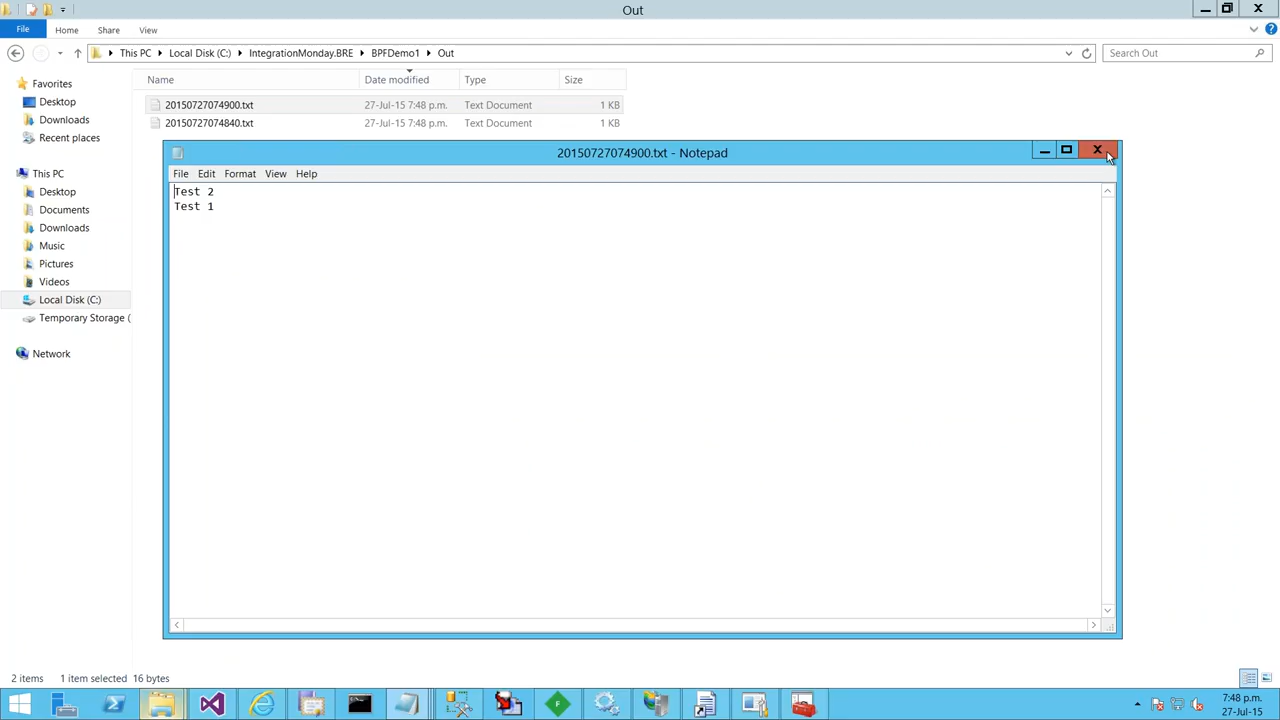 Out
File
Home
Share
View
This PC
Local Disk (C:)
IntegrationMonday.BRE
BPFDemo1
Out
Search Out
Favorites
Desktop
Downloads
Recent places
This PC
Desktop
Documents
Downloads
Music
Pictures
Videos
Local Disk (C:)
Temporary Storage (
Network
Name
Date modified
Type
Size
20150727074900.txt
27-Jul-15 7:48 p.m.
Text Document
1 KB
20150727074840.txt
27-Jul-15 7:48 p.m.
Text Document
1 KB
20150727074900.txt - Notepad
File
Edit
Format
View
Help
Test 2
Test 1
2 items
1 item selected 16 bytes
7:48 p.m.
27-Jul-15